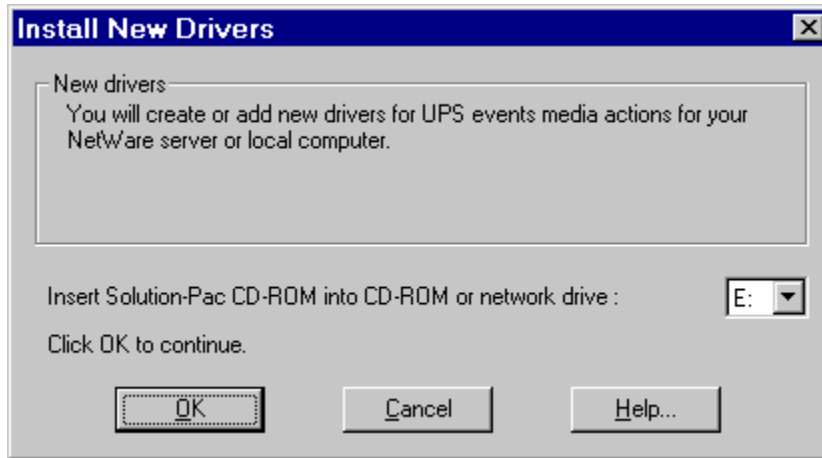 Install New Drivers
New drivers
You will create or add new drivers for UPS events media actions for your
NetWare server or local computer.
Insert Solution-Pac CD-ROM into CD-ROM or network drive :
E:
Click OK to continue.
OK
Cancel
Help...